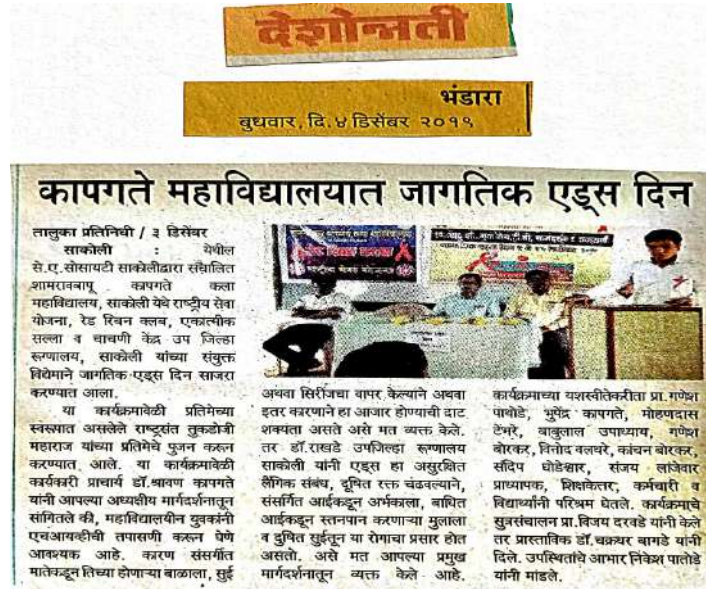 देशोन्नती
भंडारा
बुधवार, दि.४ डिसेंबर २०१९
कापगते महाविद्यालयात जागतिक एड्स दिन
तालुका प्रतिनिधी / ३ डिसेंबर
साकोली : येथील
से.ए.सोसायटी साकोलीद्वारा संचालित
शामरावबापू कापगते कला
महाविद्यालय, साकोली येथे राष्ट्रीय सेवा
योजना, रेड रिबन क्लब, एकात्मीक
सल्ला व चाचणी केंद्र उप जिल्हा
रूग्णालय, साकोली यांच्या संयुक्त
विद्यमाने जागतिक एड्स दिन साजरा
करण्यात आला.
या कार्यक्रमावेळी प्रतिमेच्या
स्वरूपात असलेले राष्ट्रसंत तुकडोजी
महाराज यांच्या प्रतिमेचे पुजन करून
करण्यात आले. या कार्यक्रमावेळी
कार्यकारी प्राचार्य डॉ.श्रावण कापगते
यांनी आपल्या अध्यक्षीय मार्गदर्शनातून
सांगितले की, महाविद्यालयीन युवकांनी
एचआयव्हीची तपासणी करून घेणे
आवश्यक आहे. कारण संसर्गीत
मातेकडून तिच्या होणाऱ्या बाळाला, सुई
अथवा सिरींजचा वापर केल्याने अथवा
इतर कारणाने हा आजार होण्याची दाट
शक्यता असते असे मत व्यक्त केले.
तर डॉ.राखडे उपजिल्हा रूग्णालय
साकोली यांनी एड्स हा असुरक्षित
लैंगिक संबंध, दूषित रक्त चंढवल्याने,
संसर्गित आईकडून अर्भकाला, बाधित
आईकडून स्तनपान करणाऱ्या मुलाला
व दुषित सुईतून या रोगाचा प्रसार होत
असतो. असे मत आपल्या प्रमुख
मार्गदर्शनातून व्यक्त केले आहे.
कार्यक्रमाच्या यशस्वीतेकरीता प्रा.गणेश
पाथोडे, भुपेंद्र कापगते, मोहणदास
टेंभरे, बाबुलाल उपाध्याय, गणेश
बोरकर, विनोद वलथरे, कांचन बोरकर,
संदिप घोडेश्वार, संजय लांजेवार
प्राध्यापक, शिक्षकेत्तर, कर्मचारी व
विद्यार्थ्यांनी परिश्रम घेतले. कार्यक्रमाचे
सुत्रसंचालन प्रा.विजय दरवडे यांनी केले
तर प्रास्ताविक डॉ.चक्रधर बागडे यांनी
दिले. उपस्थितांचे आभार निकेश पातोडे
यांनी मांडले.